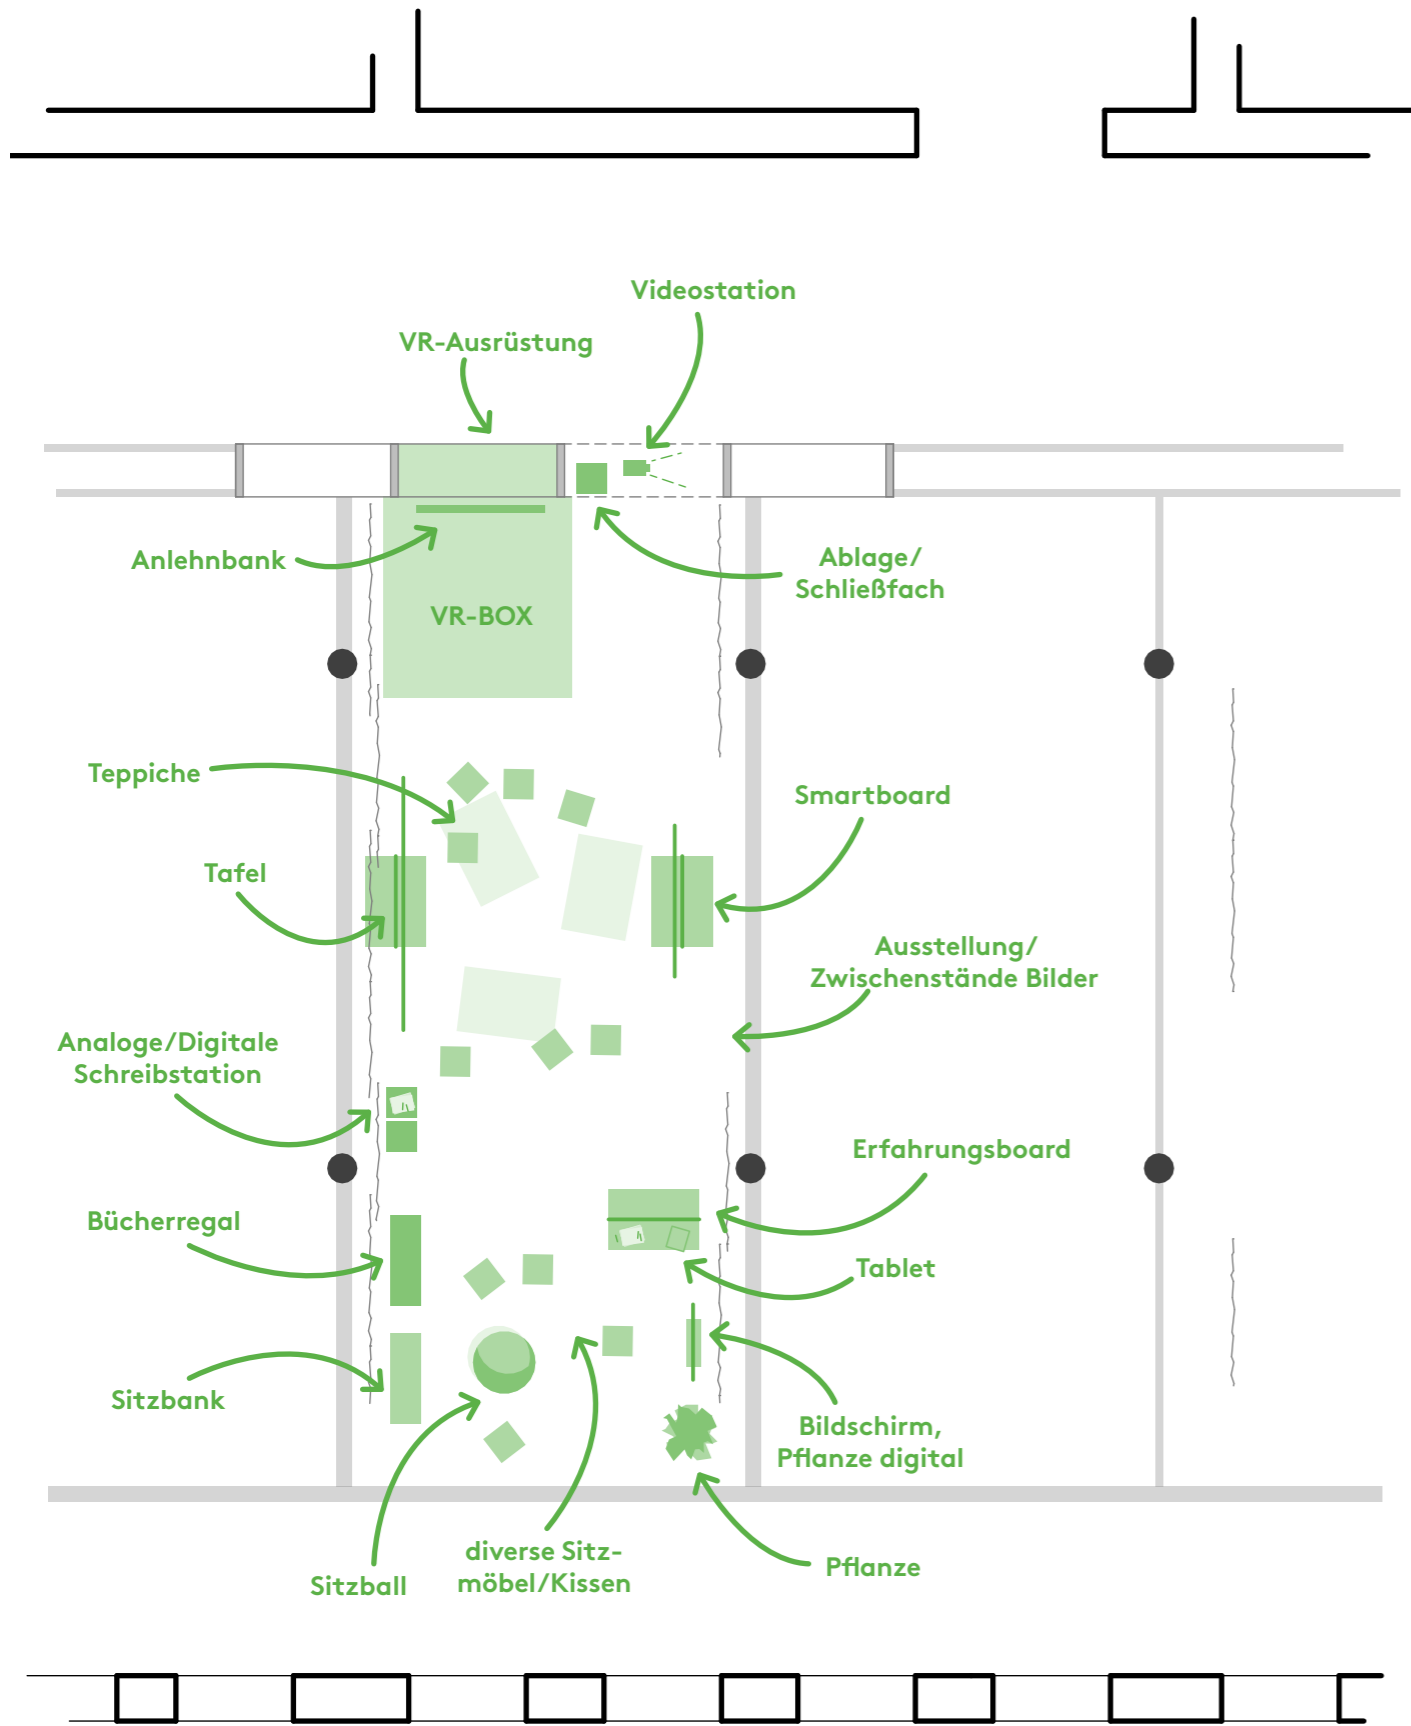 Videostation
VR-Ausrüstung
Anlehnbank
Ablage/
Schließfach
VR-BOX
Teppiche
Smartboard
Tafel
Ausstellung/
Zwischenstände Bilder
Analoge/Digitale
Schreibstation
Erfahrungsboard
Bücherregal
Tablet
Sitzbank
Bildschirm,
Pflanze digital
diverse Sitz-
möbel/Kissen
Pflanze
Sitzball